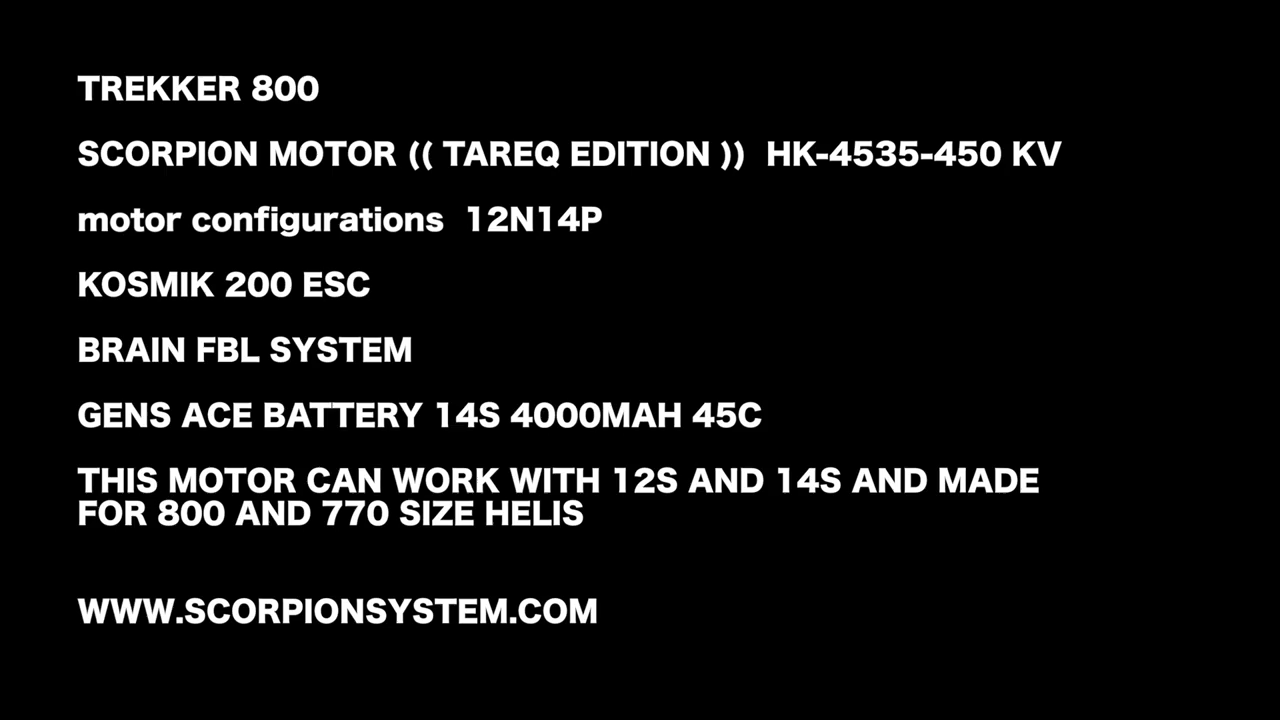 TREKKER 800
SCORPION MOTOR (( TAREQ EDITION ))  HK-4535-450 KV
motor configurations  12N14P
KOSMIK 200 ESC
BRAIN FBL SYSTEM
GENS ACE BATTERY 14S 4000MAH 45C
THIS MOTOR CAN WORK WITH 12S AND 14S AND MADE
FOR 800 AND 770 SIZE HELIS
WWW.SCORPIONSYSTEM.COM